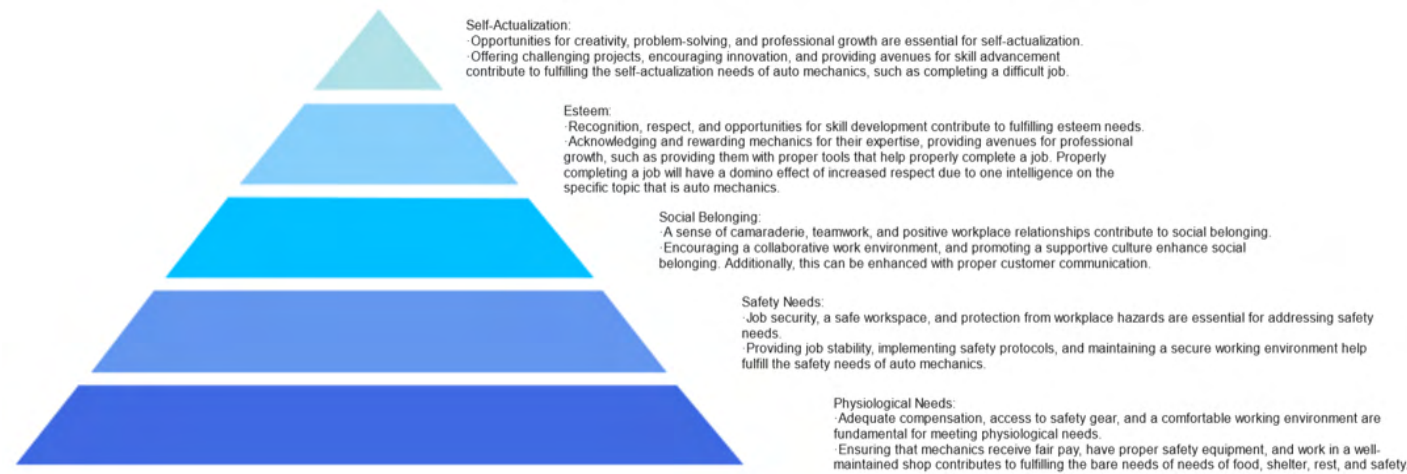 Self-Actualization:
·Opportunities for creativity, problem-solving, and professional growth are essential for self-actualization.
·Offering challenging projects, encouraging innovation, and providing avenues for skill advancement
contribute to fulfilling the self-actualization needs of auto mechanics, such as completing a difficult job.
Esteem:
·Recognition, respect, and opportunities for skill development contribute to fulfilling esteem needs.
·Acknowledging and rewarding mechanics for their expertise, providing avenues for professional
growth, such as providing them with proper tools that help properly complete a job. Properly
completing a job will have a domino effect of increased respect due to one intelligence on the
specific topic that is auto mechanics.
Social Belonging:
·A sense of camaraderie, teamwork, and positive workplace relationships contribute to social belonging.
·Encouraging a collaborative work environment, and promoting a supportive culture enhance social
belonging. Additionally, this can be enhanced with proper customer communication.
Safety Needs:
·Job security, a safe workspace, and protection from workplace hazards are essential for addressing safety
needs.
·Providing job stability, implementing safety protocols, and maintaining a secure working environment help
fulfill the safety needs of auto mechanics.
Physiological Needs:
·Adequate compensation, access to safety gear, and a comfortable working environment are
fundamental for meeting physiological needs.
·Ensuring that mechanics receive fair pay, have proper safety equipment, and work in a well-
maintained shop contributes to fulfilling the bare needs of needs of food, shelter, rest, and safety